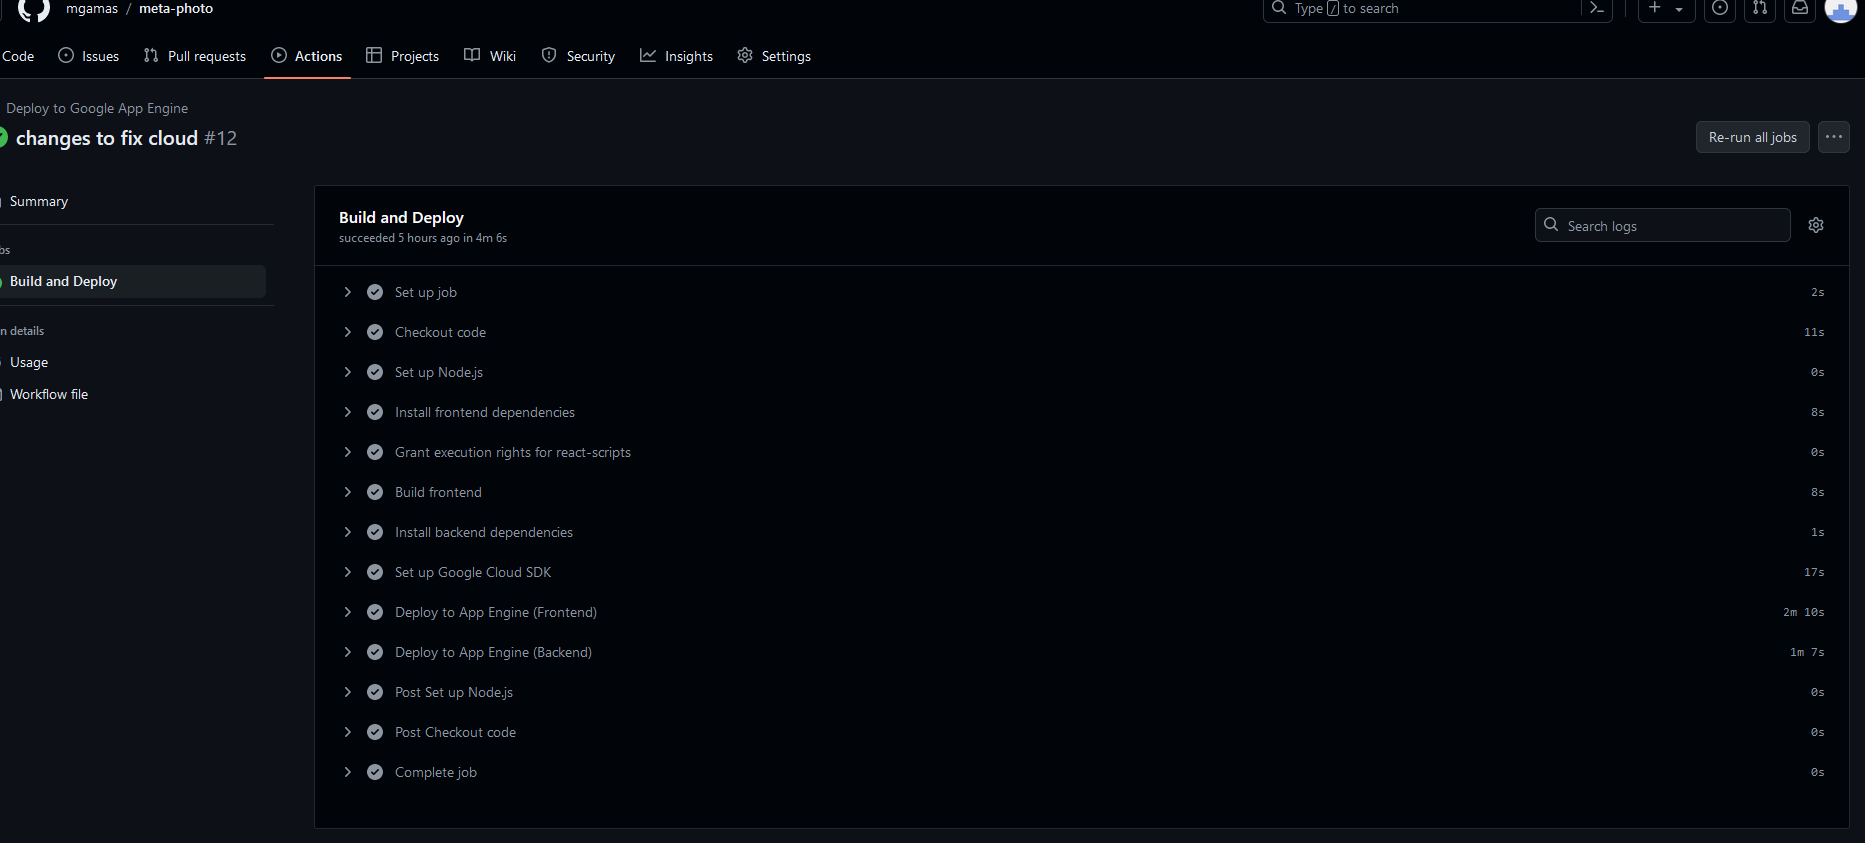 mgamas / meta-photo
Type / to search
Code Issues Pull requests Actions Projects Wiki Security Insights Settings
Deploy to Google App Engine
changes to fix cloud #12
Re-run all jobs
Summary
bs
Build and Deploy
n details
Usage
Workflow file
Build and Deploy
succeeded 5 hours ago in 4m 6s
Search logs
Set up job 2s
Checkout code 11s
Set up Node.js 0s
Install frontend dependencies 8s
Grant execution rights for react-scripts 0s
Build frontend 8s
Install backend dependencies 1s
Set up Google Cloud SDK 17s
Deploy to App Engine (Frontend) 2m 10s
Deploy to App Engine (Backend) 1m 7s
Post Set up Node.js 0s
Post Checkout code 0s
Complete job 0s